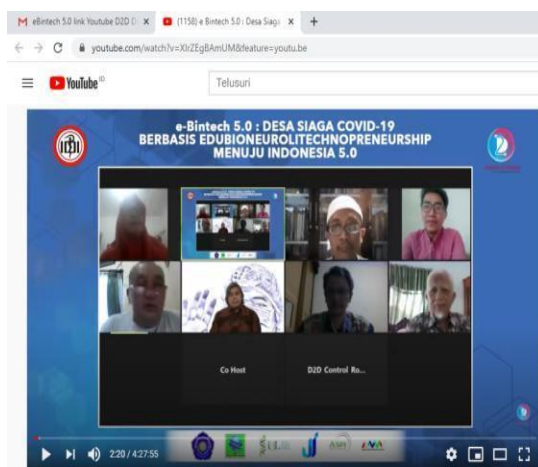 eBintech 5.0 link Youtube D2D D
(1158) e Bintech 5.0 : Desa Siaga
youtube.com/watch?v=XIrZEgBAmUM&feature=youtu.be
YouTube ID
Telusuri
e-Bintech 5.0 : DESA SIAGA COVID-19
BERBASIS EDUBIONEUROLITECHNOPRENEURSHIP
MENUJU INDONESIA 5.0
Co Host
D2D Control Ro...
2:20 / 4:27:55